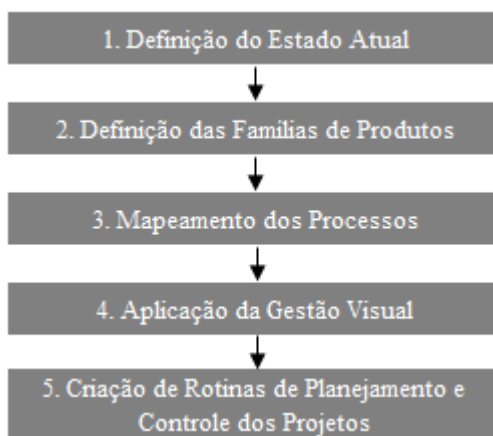 1. Definição do Estado Atual
2. Definição das Famílias de Produtos
3. Mapeamento dos Processos
4. Aplicação da Gestão Visual
5. Criação de Rotinas de Planejamento e
Controle dos Projetos